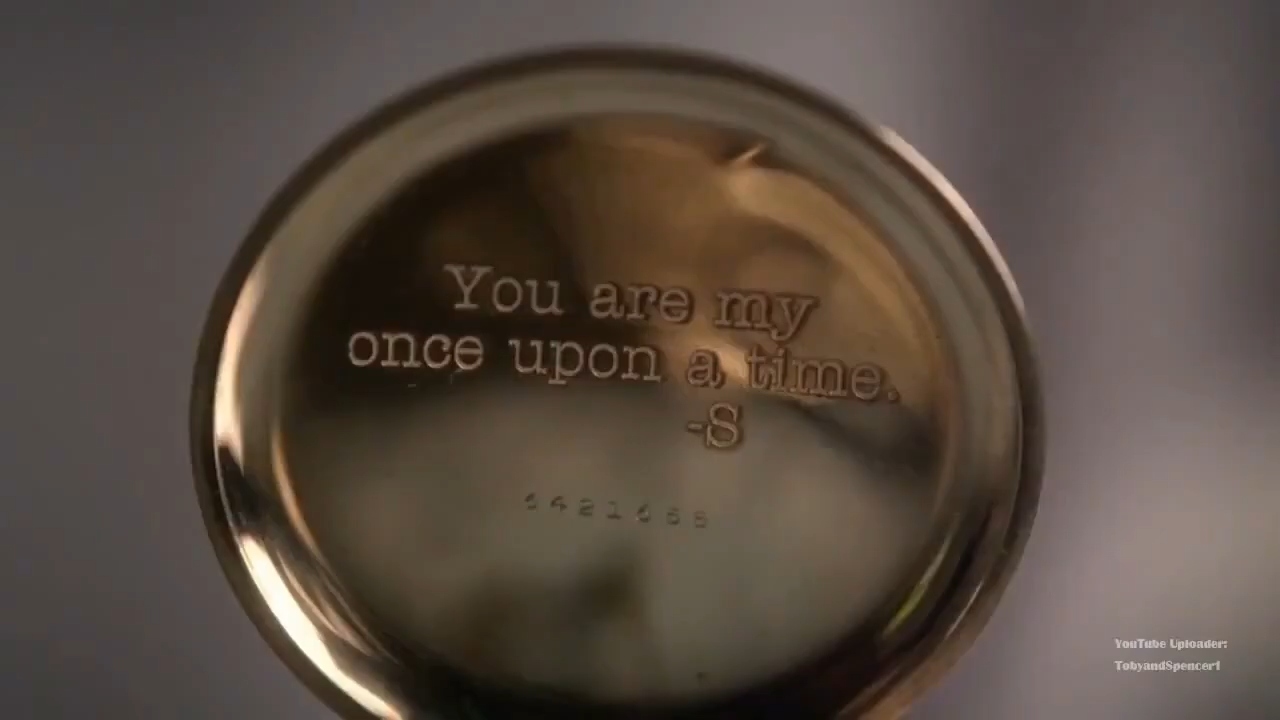 You are my
once upon a time.
-S
YouTube Uploader:
TobyandSpencer1